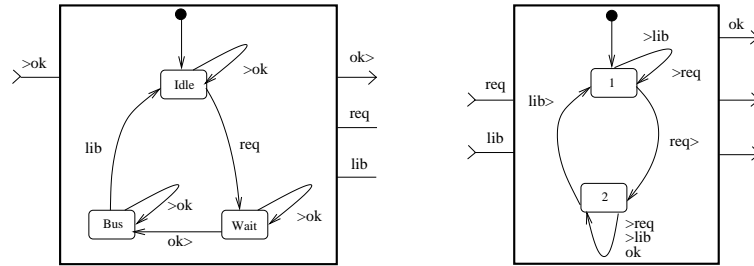 >ok
Idle
>ok
ok>
req
lib
lib
req
Bus
>ok
Wait
>ok
ok>
ok
>lib
req
1
>req
lib>
lib
req>
2
>req
>lib
ok